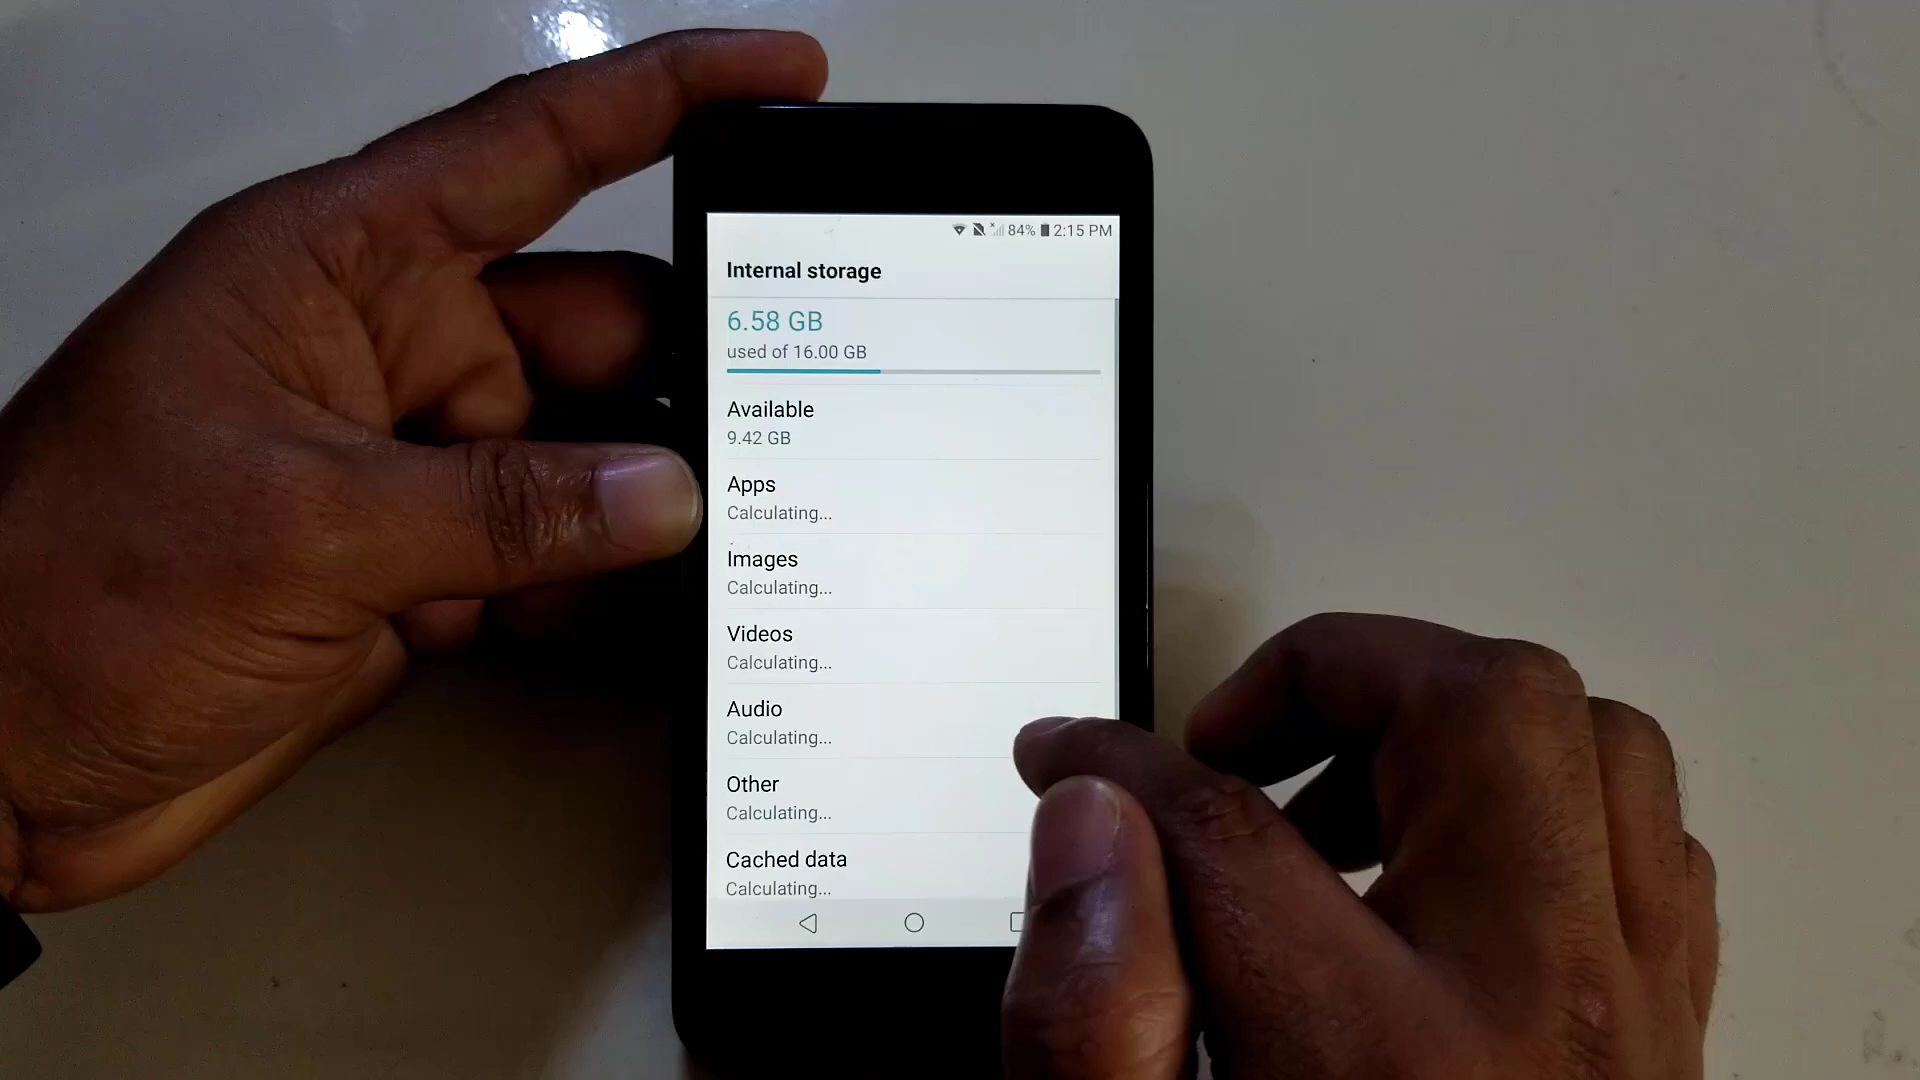 84% 2:15 PM
Internal storage
6.58 GB
used of 16.00 GB
Available
9.42 GB
Apps
Calculating...
Images
Calculating...
Videos
Calculating...
Audio
Calculating...
Other
Calculating...
Cached data
Calculating...